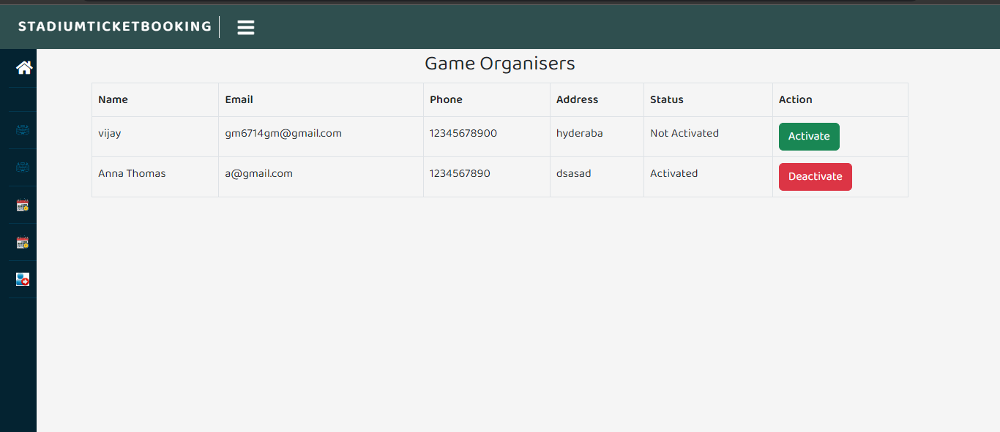 STADIUMTICKETBOOKING
Game Organisers
Name Email Phone Address Status Action
vijay gm6714gm@gmail.com 12345678900 hyderaba Not Activated Activate
Anna Thomas a@gmail.com 1234567890 dsasad Activated Deactivate